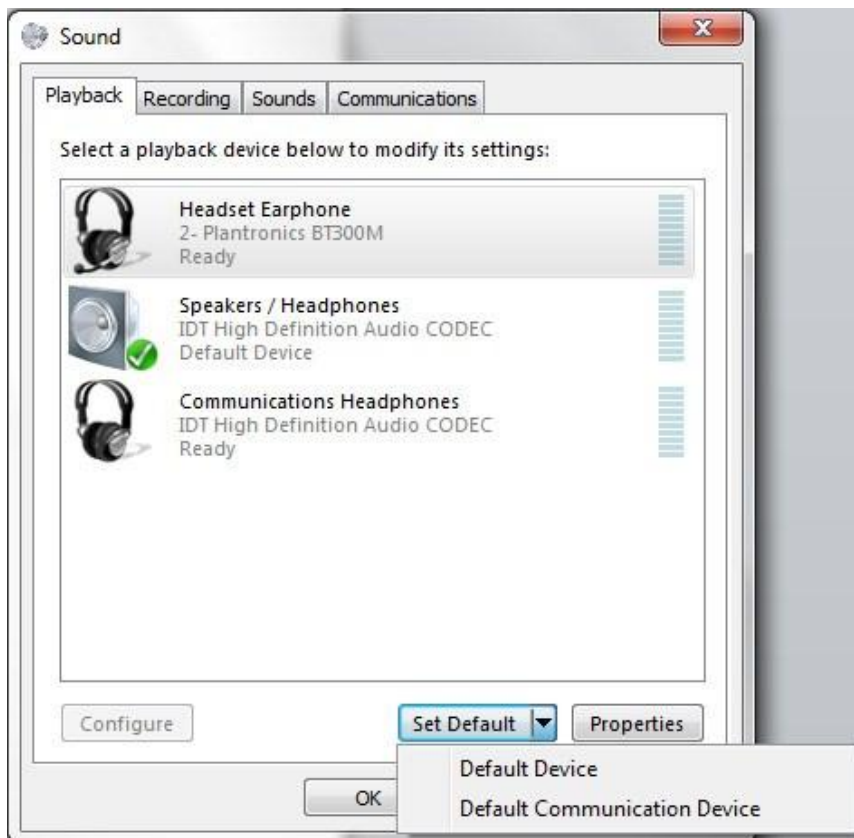 Sound
Playback Recording Sounds Communications
Select a playback device below to modify its settings:
Headset Earphone
2- Plantronics BT300M
Ready
Speakers / Headphones
IDT High Definition Audio CODEC
Default Device
Communications Headphones
IDT High Definition Audio CODEC
Ready
Configure Set Default Properties
Default Device
OK
Default Communication Device